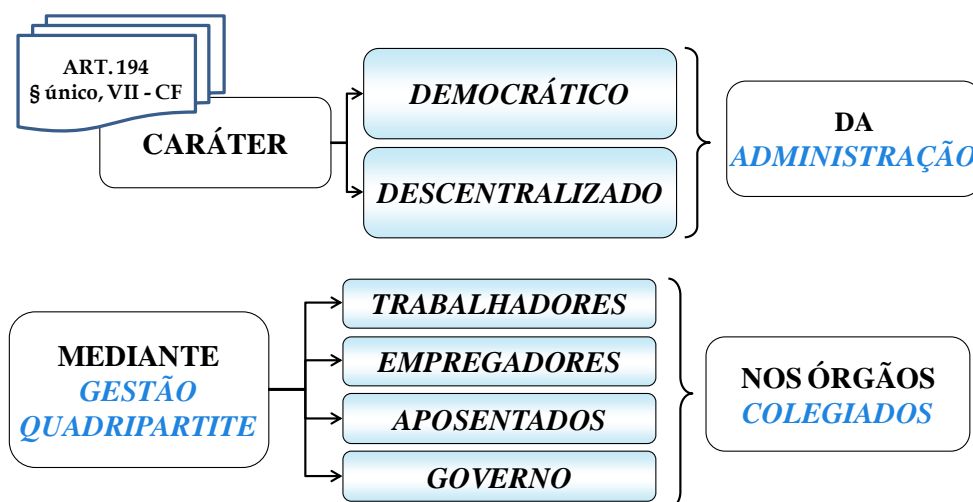 ART. 194
§ único, VII - CF
CARÁTER
DEMOCRÁTICO
DESCENTRALIZADO
DA
ADMINISTRAÇÃO
MEDIANTE
GESTÃO
QUADRIPARTITE
TRABALHADORES
EMPREGADORES
APOSENTADOS
GOVERNO
NOS ÓRGÃOS
COLEGIADOS